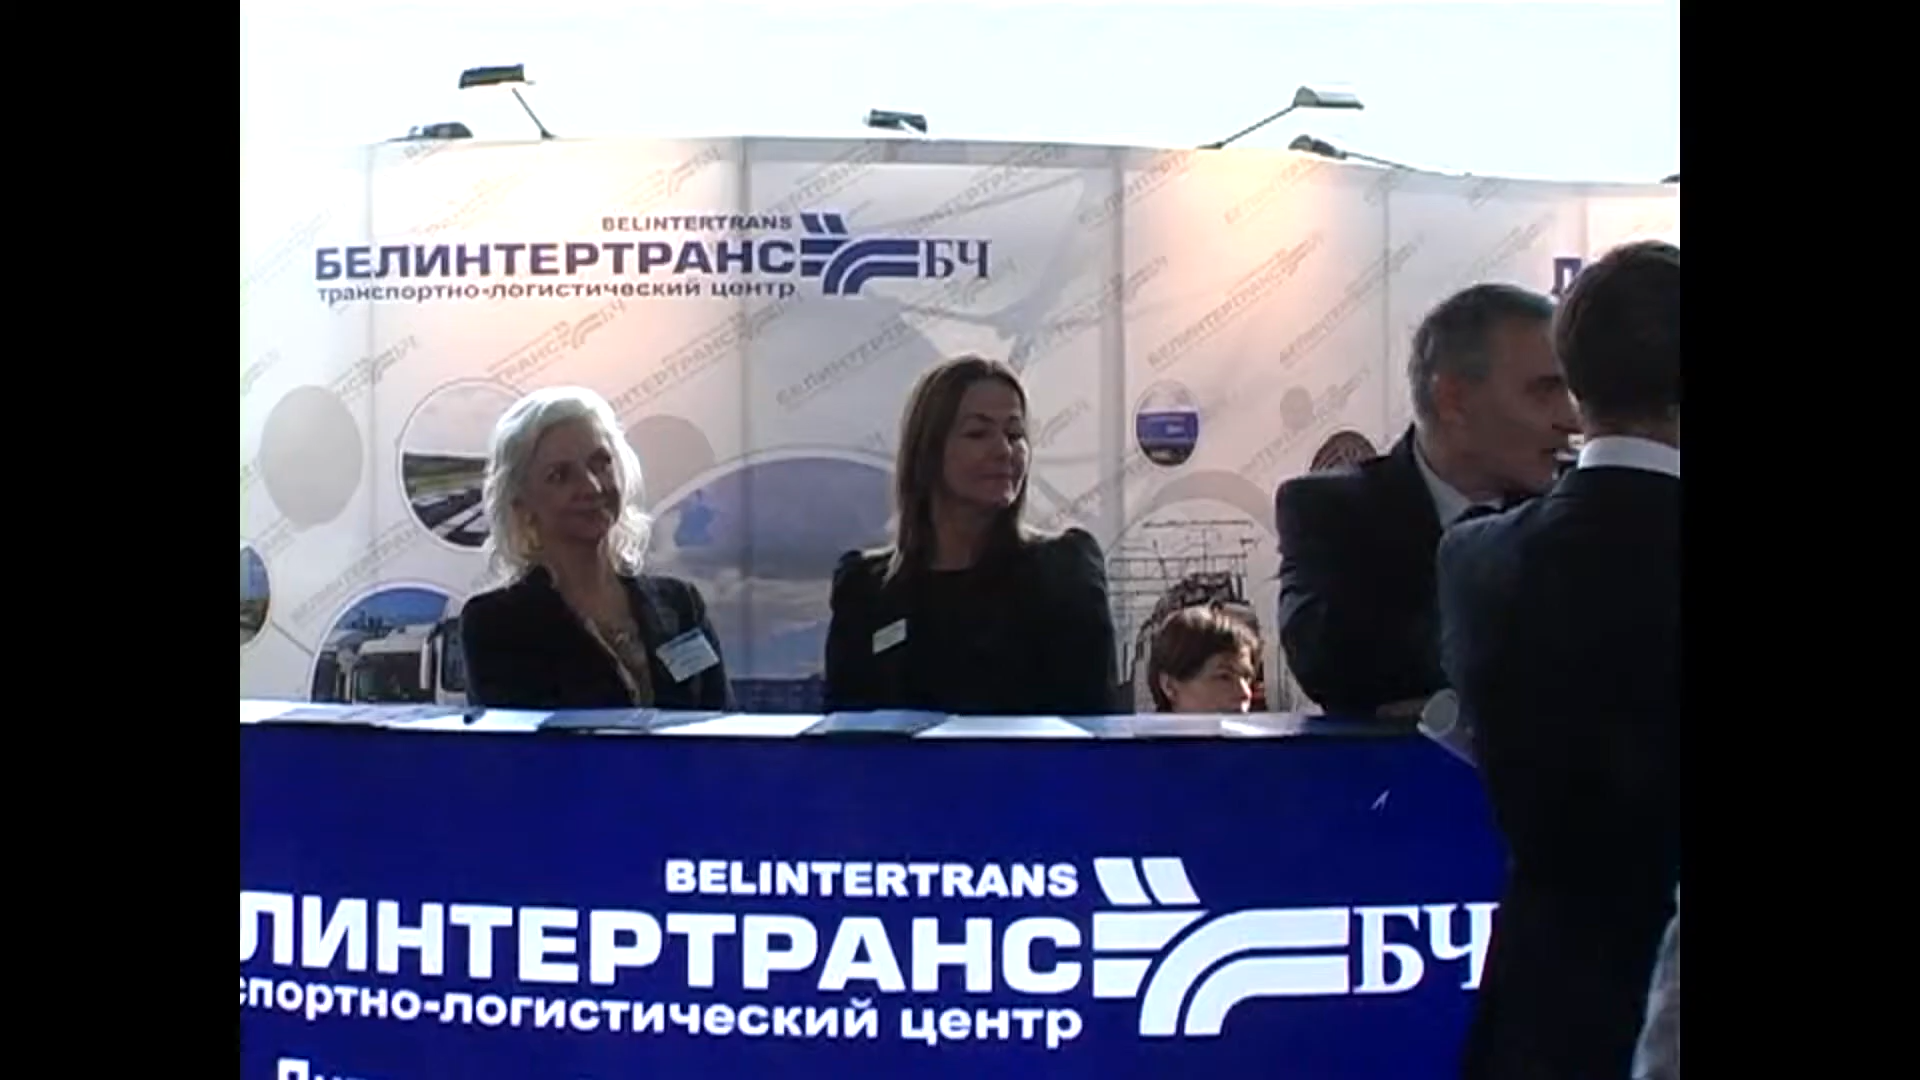 BELINTERTRANS
БЕЛИНТЕРТРАНС БЧ
транспортно-логистический центр
BELINTERTRANS
ЛИНТЕРТРАНС БЧ
спортно-логистический центр